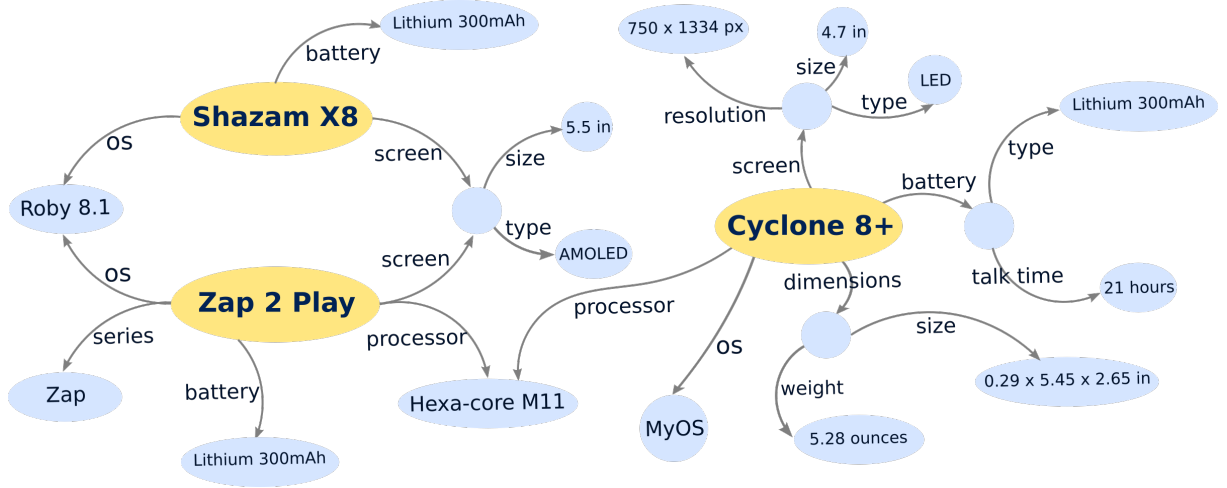 Lithium 300mAh
battery
Shazam X8
os
screen
size
5.5 in
Roby 8.1
type
AMOLED
os
screen
Zap 2 Play
series
processor
battery
Zap
Hexa-core M11
Lithium 300mAh
750 x 1334 px
4.7 in
size
LED
type
resolution
screen
Lithium 300mAh
type
battery
Cyclone 8+
talk time
21 hours
dimensions
processor
size
os
0.29 x 5.45 x 2.65 in
weight
MyOS
5.28 ounces